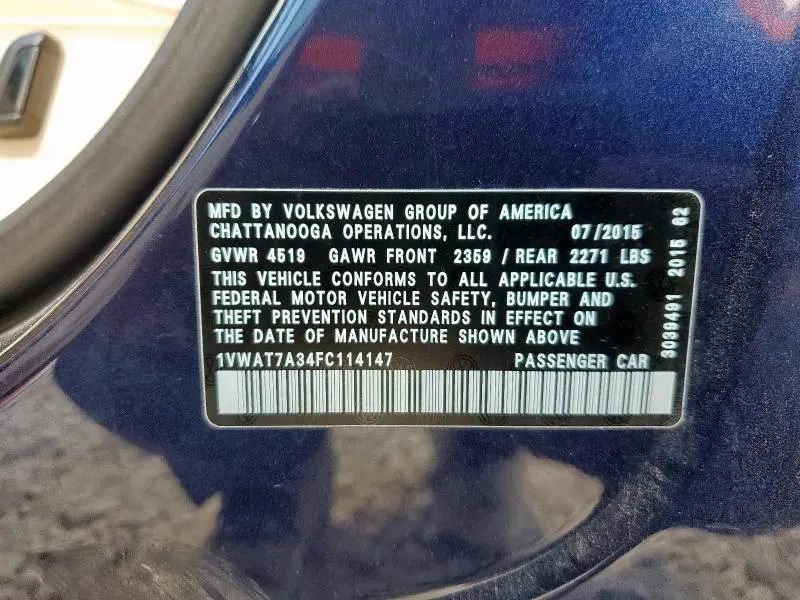 MFD BY VOLKSWAGEN GROUP OF AMERICA
CHATTANOOGA OPERATIONS, LLC. 07/2015
GVWR 4519 GAWR FRONT 2359 / REAR 2271 LBS
THIS VEHICLE CONFORMS TO ALL APPLICABLE U.S.
FEDERAL MOTOR VEHICLE SAFETY, BUMPER AND
THEFT PREVENTION STANDARDS IN EFFECT ON
THE DATE OF MANUFACTURE SHOWN ABOVE
1VWAT7A34FC114147 PASSENGER CAR
3039491 2015 G2